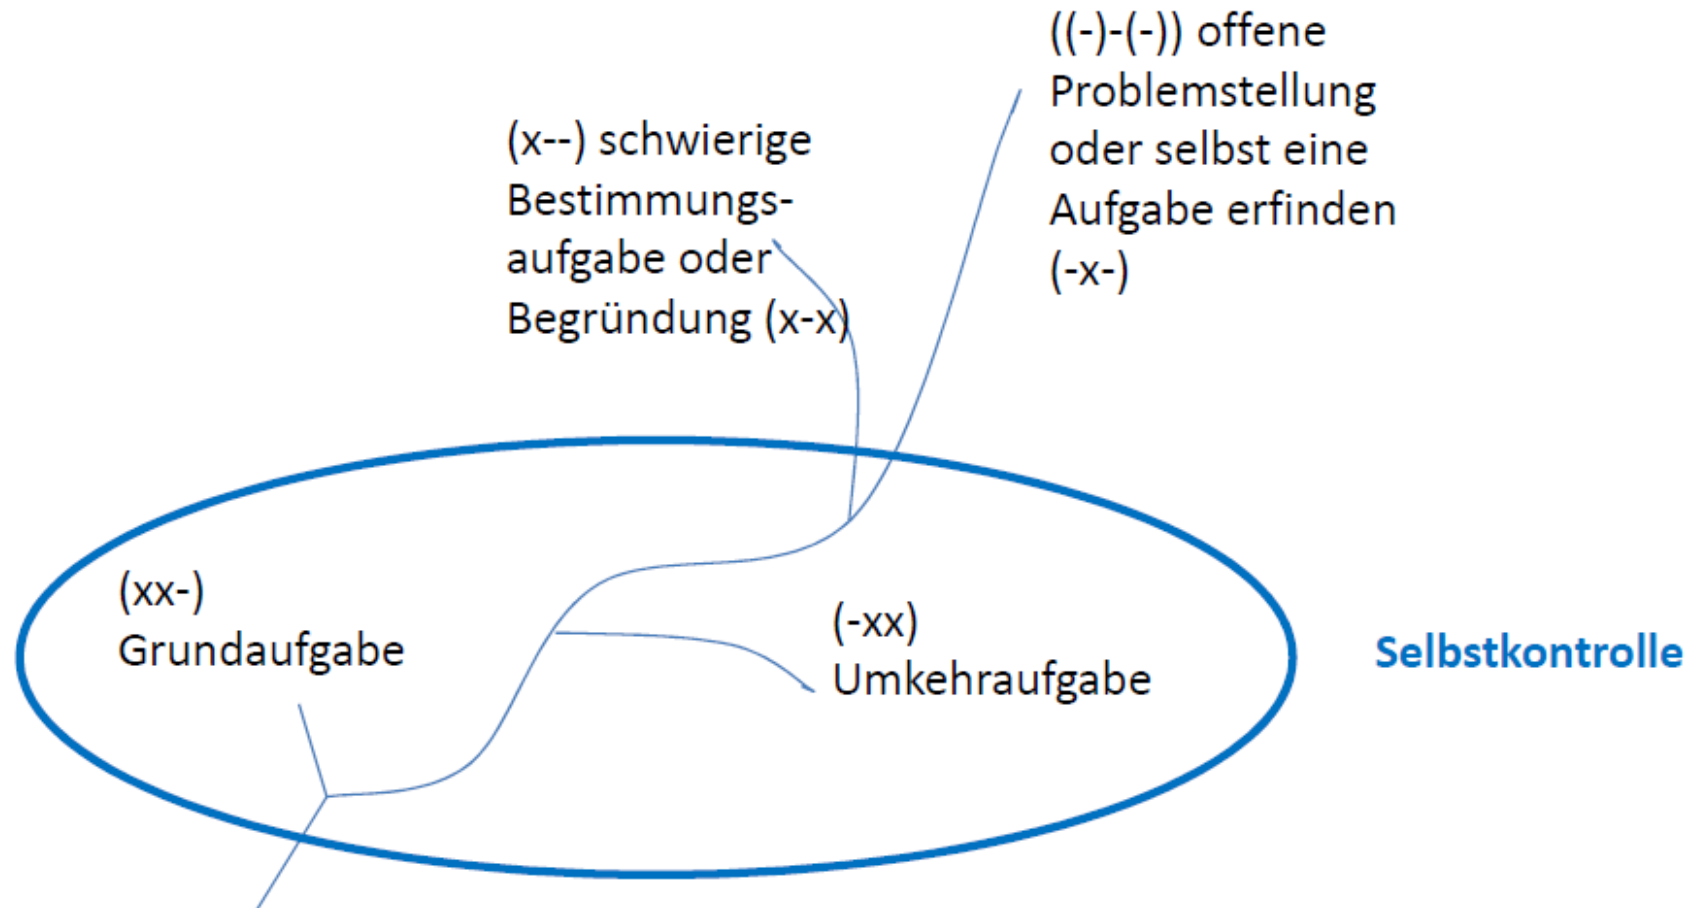 ((-)-(-)) offene
Problemstellung
oder selbst eine
Aufgabe erfinden
(-x-)
(x--) schwierige
Bestimmungs-
aufgabe oder
Begründung (x-x)
(xx-)
Grundaufgabe
(-xx)
Umkehraufgabe
Selbstkontrolle